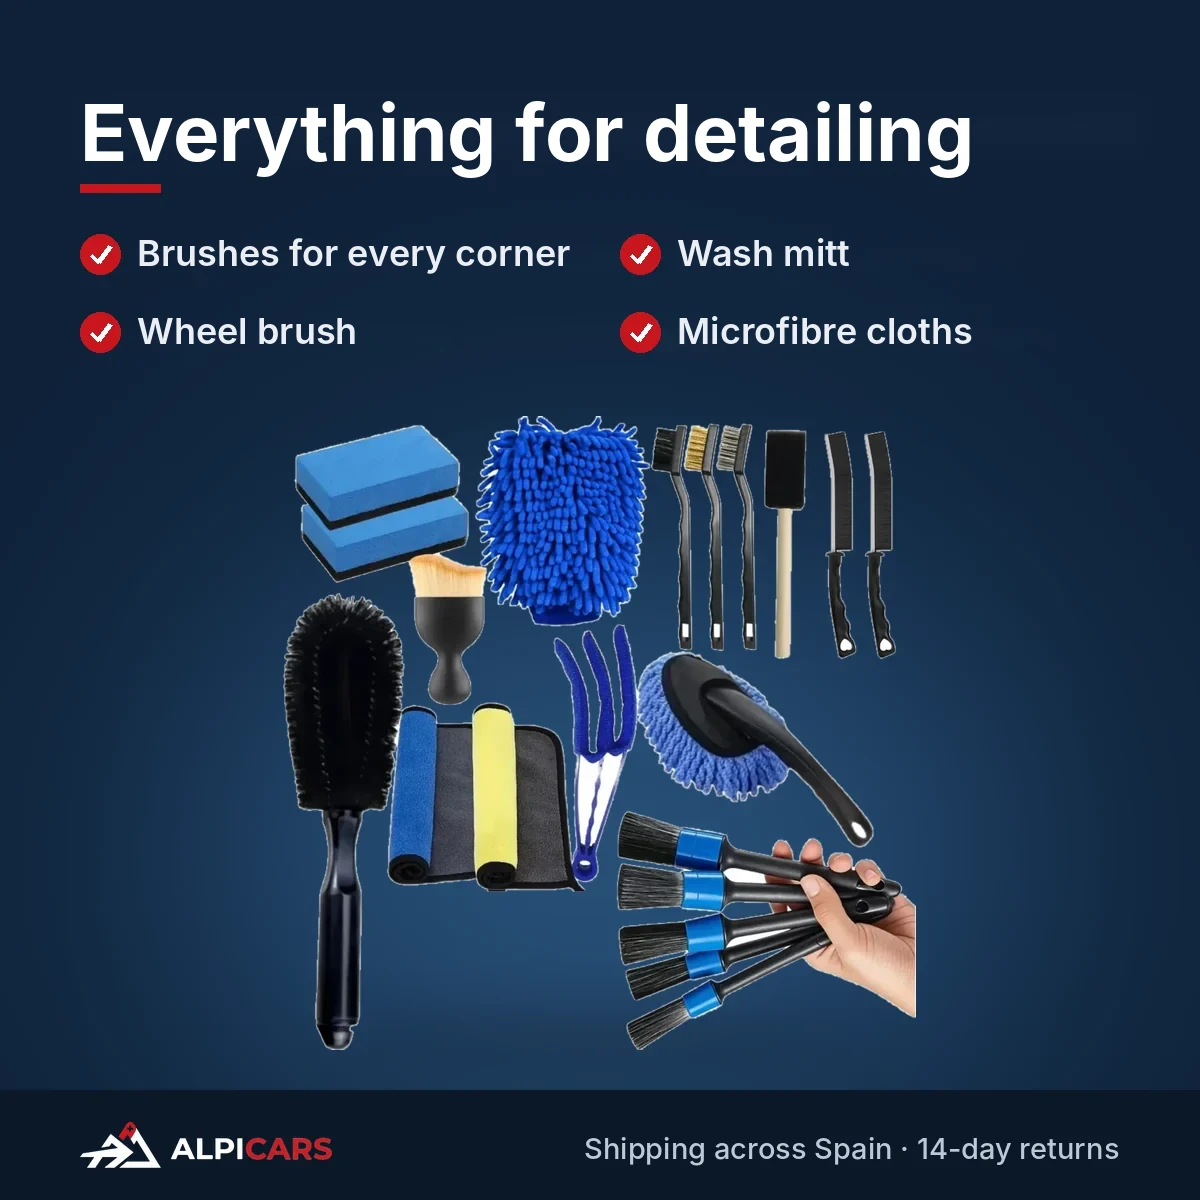 Everything for detailing
Brushes for every corner
Wash mitt
Wheel brush
Microfibre cloths
ALPICARS
Shipping across Spain · 14-day returns